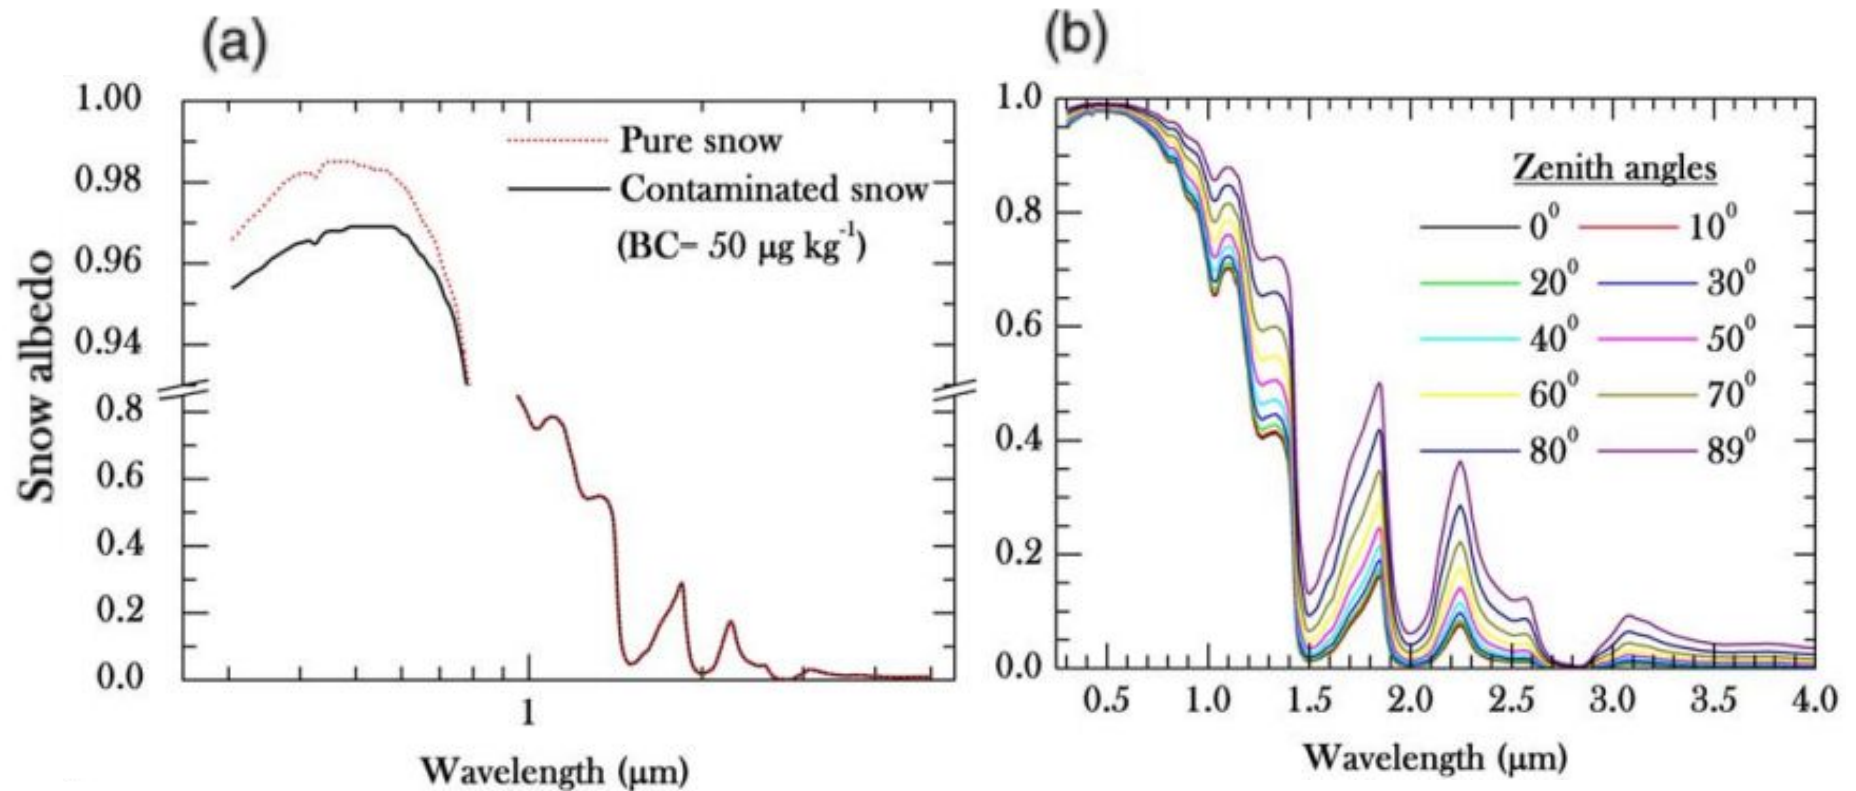 (a)
1.00
0.98
0.96
0.94
0.8
0.6
0.4
0.2
0.0
Snow albedo
Pure snow
Contaminated snow
(BC= 50 μg kg⁻¹)
1
Wavelength (μm)
(b)
1.0
0.8
0.6
0.4
0.2
0.0
Zenith angles
0⁰ 10⁰
20⁰ 30⁰
40⁰ 50⁰
60⁰ 70⁰
80⁰ 89⁰
0.5 1.0 1.5 2.0 2.5 3.0 3.5 4.0
Wavelength (μm)